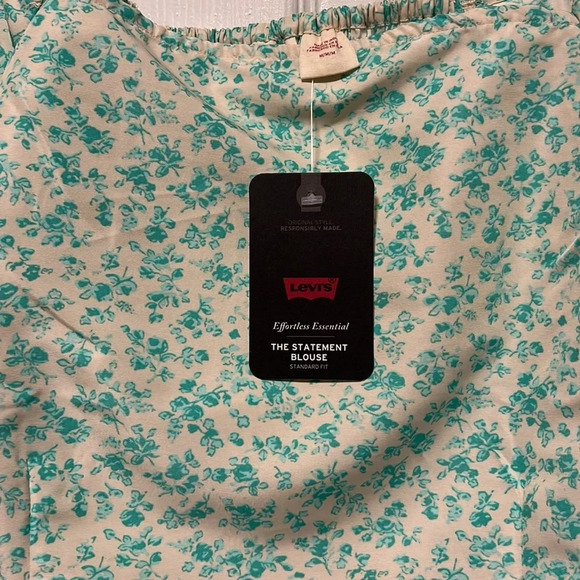 M/M/M
ORIGINAL STYLE.
RESPONSIBLY MADE.
LEVI'S
Effortless Essential
THE STATEMENT
BLOUSE
STANDARD FIT